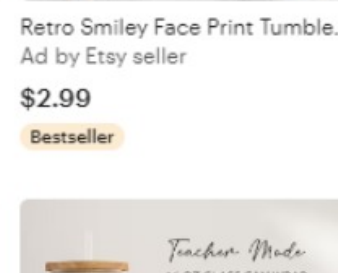 Retro Smiley Face Print Tumble.
Ad by Etsy seller
$2.99
Bestseller
Teacher Mode